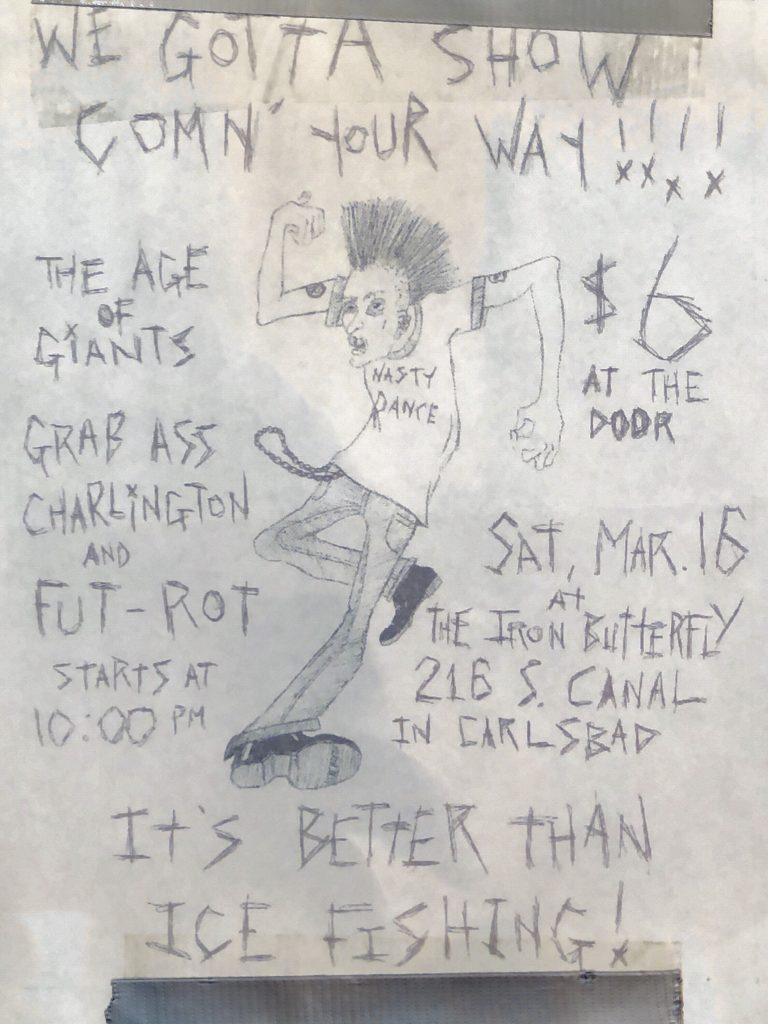 WE GOTTA SHOW
COMN' YOUR WAY!!!!
THE AGE
OF
GIANTS
GRAB ASS
CHARLINGTON
AND
FUT-ROT
STARTS AT
10:00 PM
NASTY
DANCE
$6
AT THE
DOOR
SAT, MAR. 16
AT
THE IRON BUTTERFLY
216 S. CANAL
IN CARLSBAD
IT'S BETTER THAN
ICE FISHING!